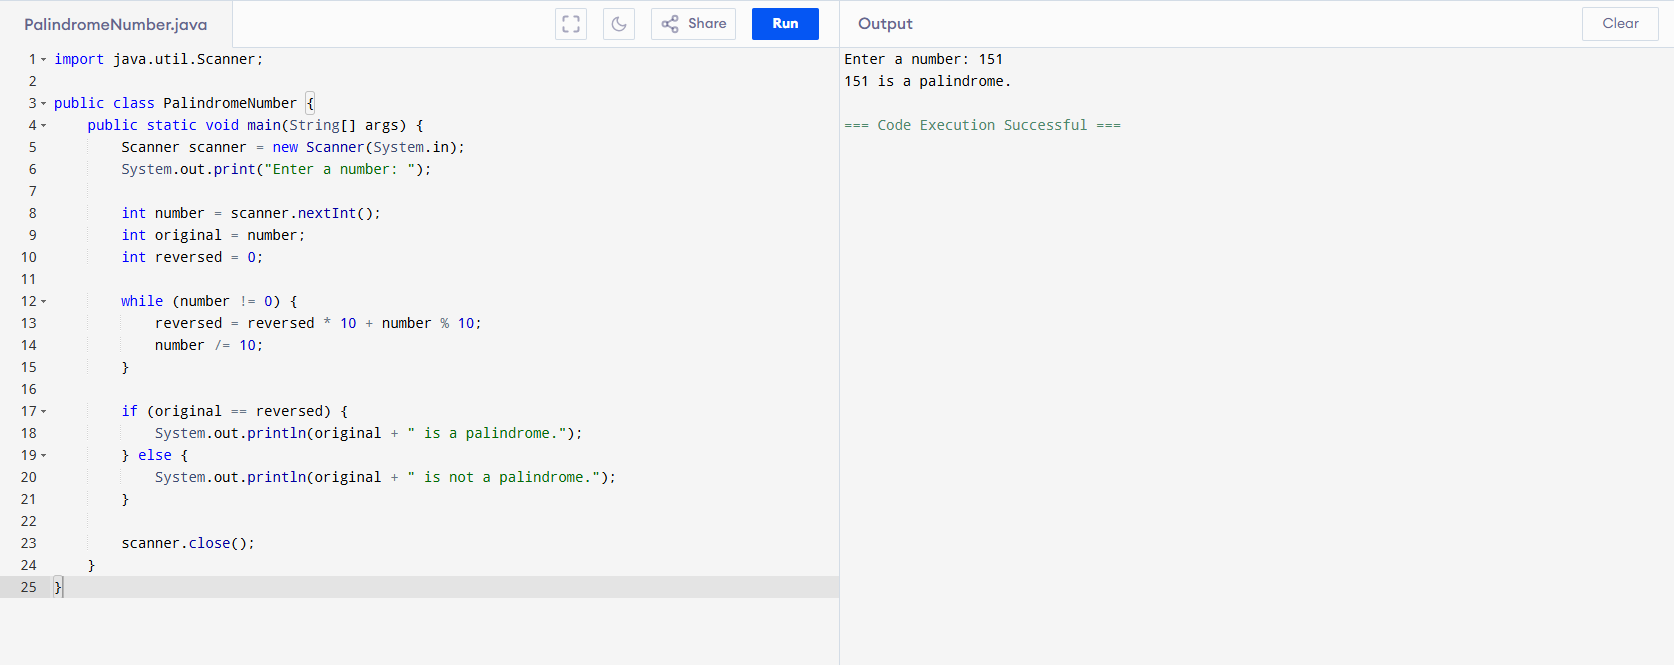 PalindromeNumber.java
Share
Run
Output
Clear
1 import java.util.Scanner;
2
3 public class PalindromeNumber {
4     public static void main(String[] args) {
5         Scanner scanner = new Scanner(System.in);
6         System.out.print("Enter a number: ");
7
8         int number = scanner.nextInt();
9         int original = number;
10         int reversed = 0;
11
12         while (number != 0) {
13             reversed = reversed * 10 + number % 10;
14             number /= 10;
15         }
16
17         if (original == reversed) {
18             System.out.println(original + " is a palindrome.");
19         } else {
20             System.out.println(original + " is not a palindrome.");
21         }
22
23         scanner.close();
24     }
25 }
Enter a number: 151
151 is a palindrome.
=== Code Execution Successful ===